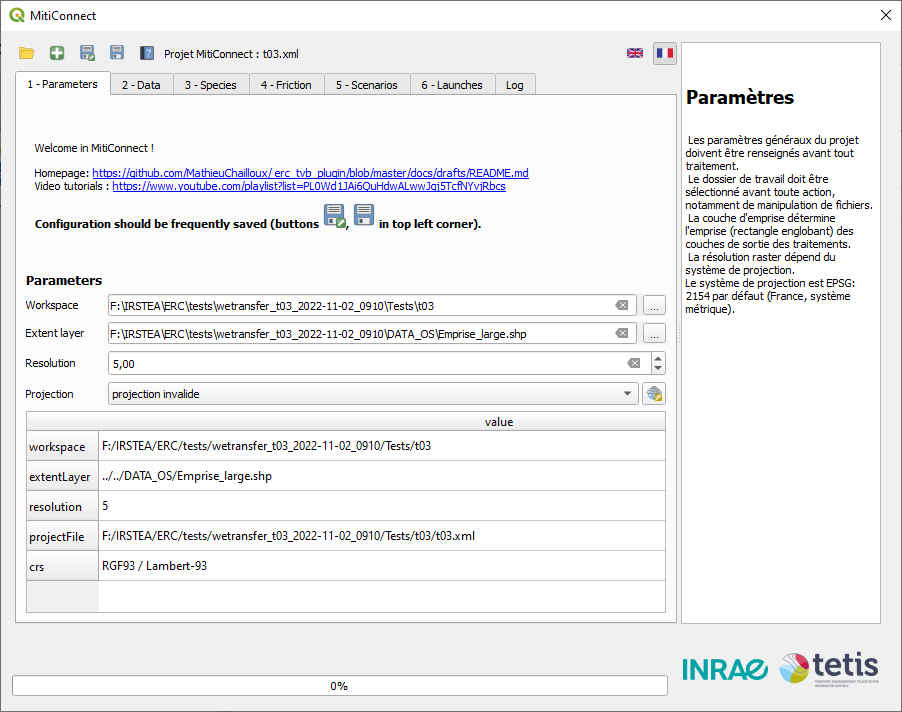 MitiConnect
Projet MitiConnect : t03.xml
1 - Parameters
2 - Data
3 - Species
4 - Friction
5 - Scenarios
6 - Launches
Log
Welcome in MitiConnect !
Homepage: https://github.com/MathieuChailloux/ erc_tvb_plugin/blob/master/docs/drafts/README.md
Video tutorials : https://www.youtube.com/playlist?list=PL0Wd1JAi6QuHdwALwwJqj5TcfNYvjRbcs
Configuration should be frequently saved (buttons , in top left corner).
Parameters
Workspace
F:\IRSTEA\ERC\tests\wetransfer_t03_2022-11-02_0910\Tests\t03
...
Extent layer
F:\IRSTEA\ERC\tests\wetransfer_t03_2022-11-02_0910\DATA_OS\Emprise_large.shp
...
Resolution
5,00
Projection
projection invalide
value
workspace
F:/IRSTEA/ERC/tests/wetransfer_t03_2022-11-02_0910/Tests/t03
extentLayer
../../DATA_OS/Emprise_large.shp
resolution
5
projectFile
F:/IRSTEA/ERC/tests/wetransfer_t03_2022-11-02_0910/Tests/t03/t03.xml
crs
RGF93 / Lambert-93
Paramètres
Les paramètres généraux du projet
doivent être renseignés avant tout
traitement.
Le dossier de travail doit être
sélectionné avant toute action,
notamment de manipulation de fichiers.
La couche d'emprise détermine
l'emprise (rectangle englobant) des
couches de sortie des traitements.
La résolution raster dépend du
système de projection.
Le système de projection est EPSG:
2154 par défaut (France, système
métrique).
INRAE
tetis
0%